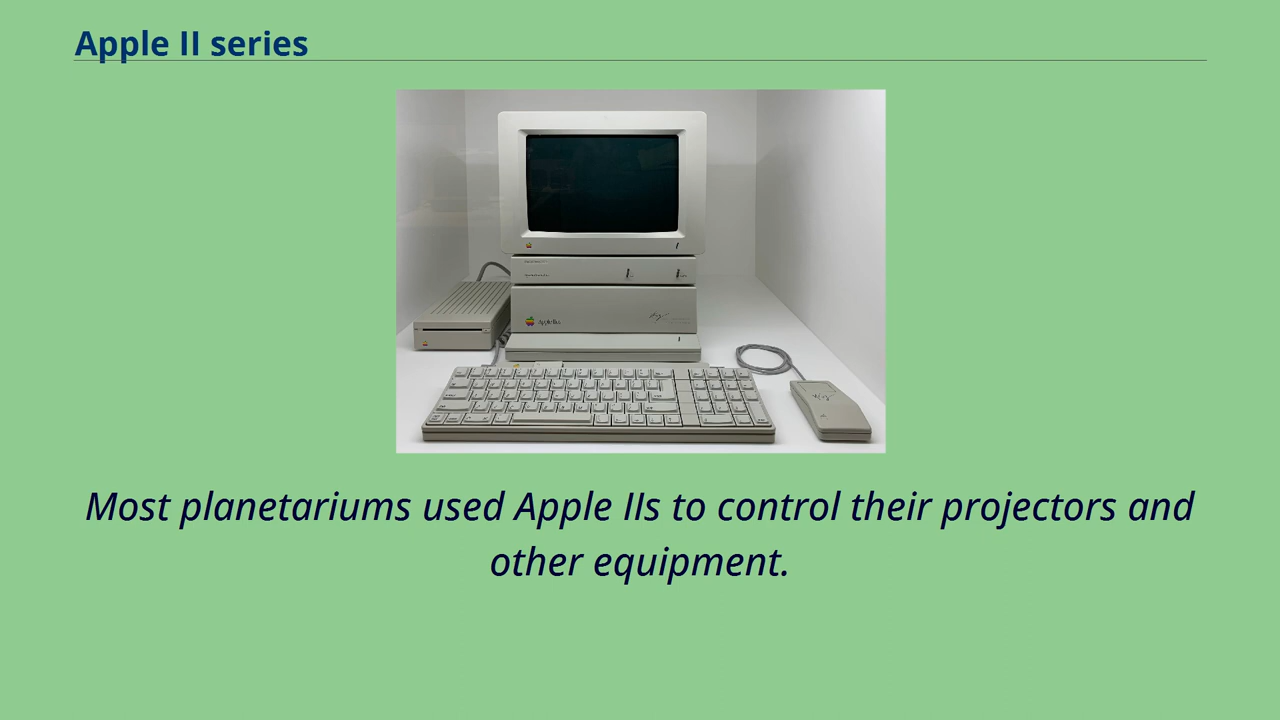 Apple II series
Most planetariums used Apple IIs to control their projectors and
other equipment.